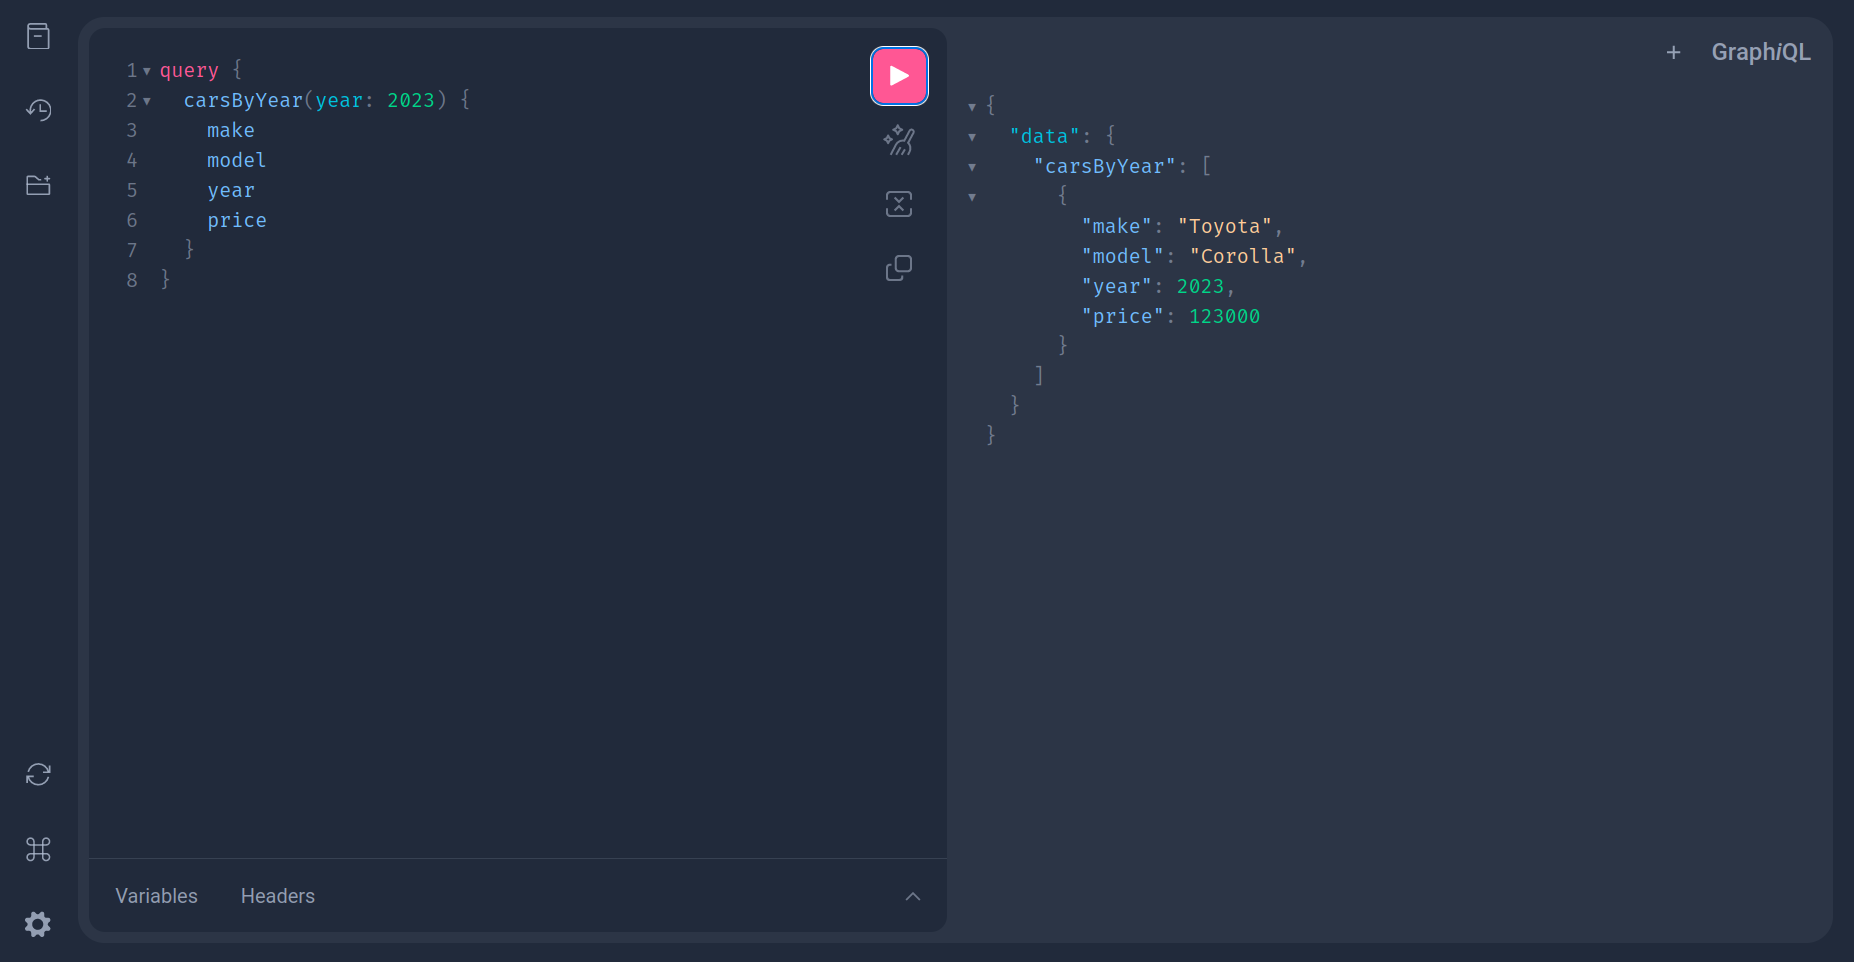 1 query {
2   carsByYear(year: 2023) {
3     make
4     model
5     year
6     price
7   }
8 }
Variables Headers
+ GraphiQL
{
  "data": {
    "carsByYear": [
      {
        "make": "Toyota",
        "model": "Corolla",
        "year": 2023,
        "price": 123000
      }
    ]
  }
}